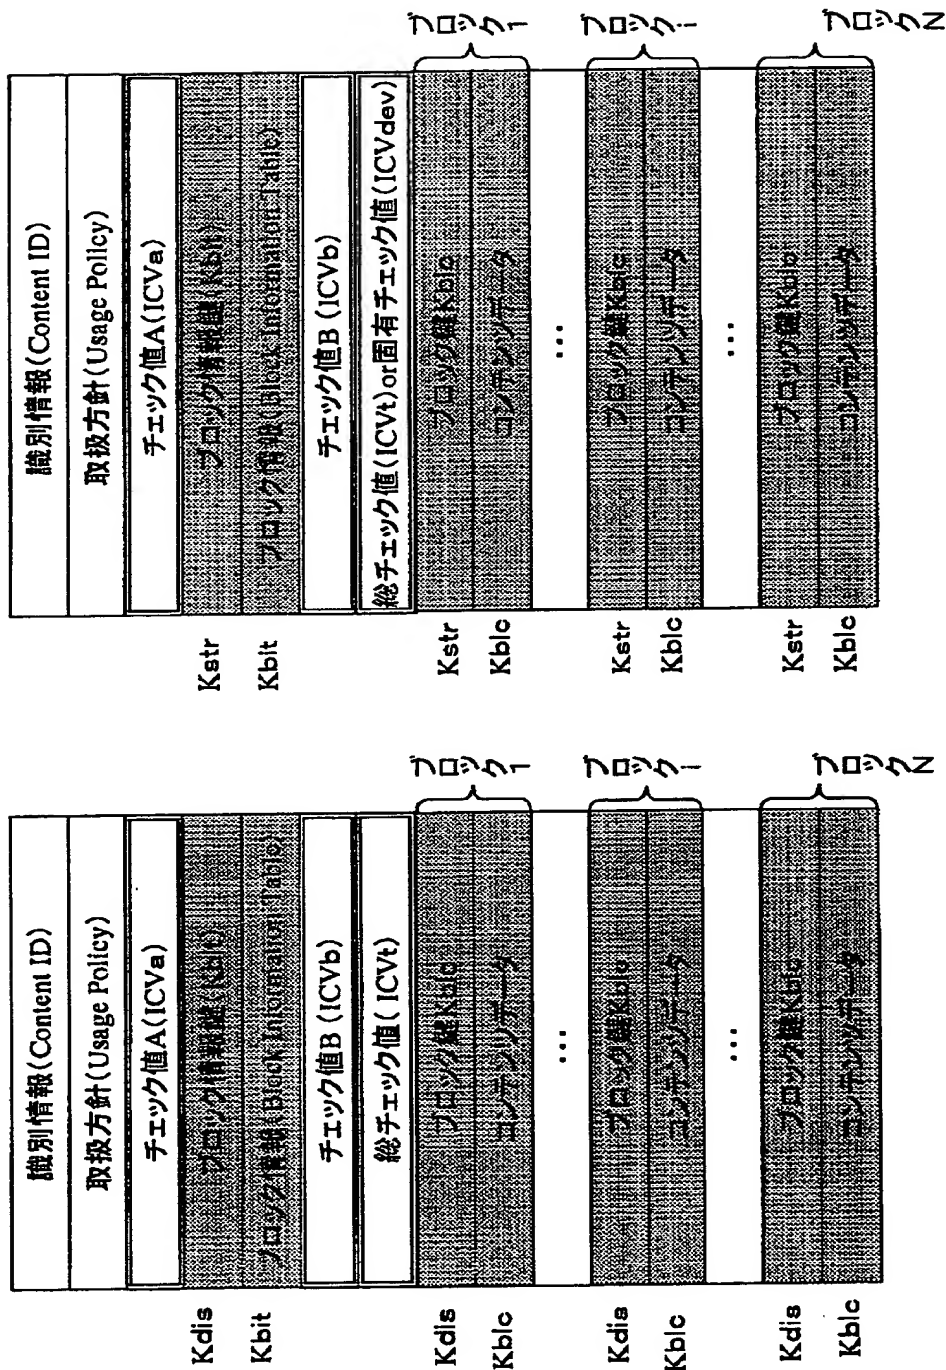 識別情報(Content ID)
取扱方針(Usage Policy)
チェック値A(ICVa)
Kdis ブロック情報鍵(Kbit)
Kbit ブロック情報(Block Information Table)
チェック値B(ICVb)
総チェック値(ICVt)
Kdis ブロック鍵Kblc
Kblc コンテンツデータ
ブロック1
…
Kdis ブロック鍵Kblc
Kblc コンテンツデータ
ブロックi
…
Kdis ブロック鍵Kblc
Kblc コンテンツデータ
ブロックN
識別情報(Content ID)
取扱方針(Usage Policy)
チェック値A(ICVa)
Kstr ブロック情報鍵(Kbit)
Kbit ブロック情報(Block Information Table)
チェック値B(ICVb)
総チェック値(ICVt)or固有チェック値(ICVdev)
Kstr ブロック鍵Kblc
Kblc コンテンツデータ
ブロック1
…
Kstr ブロック鍵Kblc
Kblc コンテンツデータ
ブロックi
…
Kstr ブロック鍵Kblc
Kblc コンテンツデータ
ブロックN